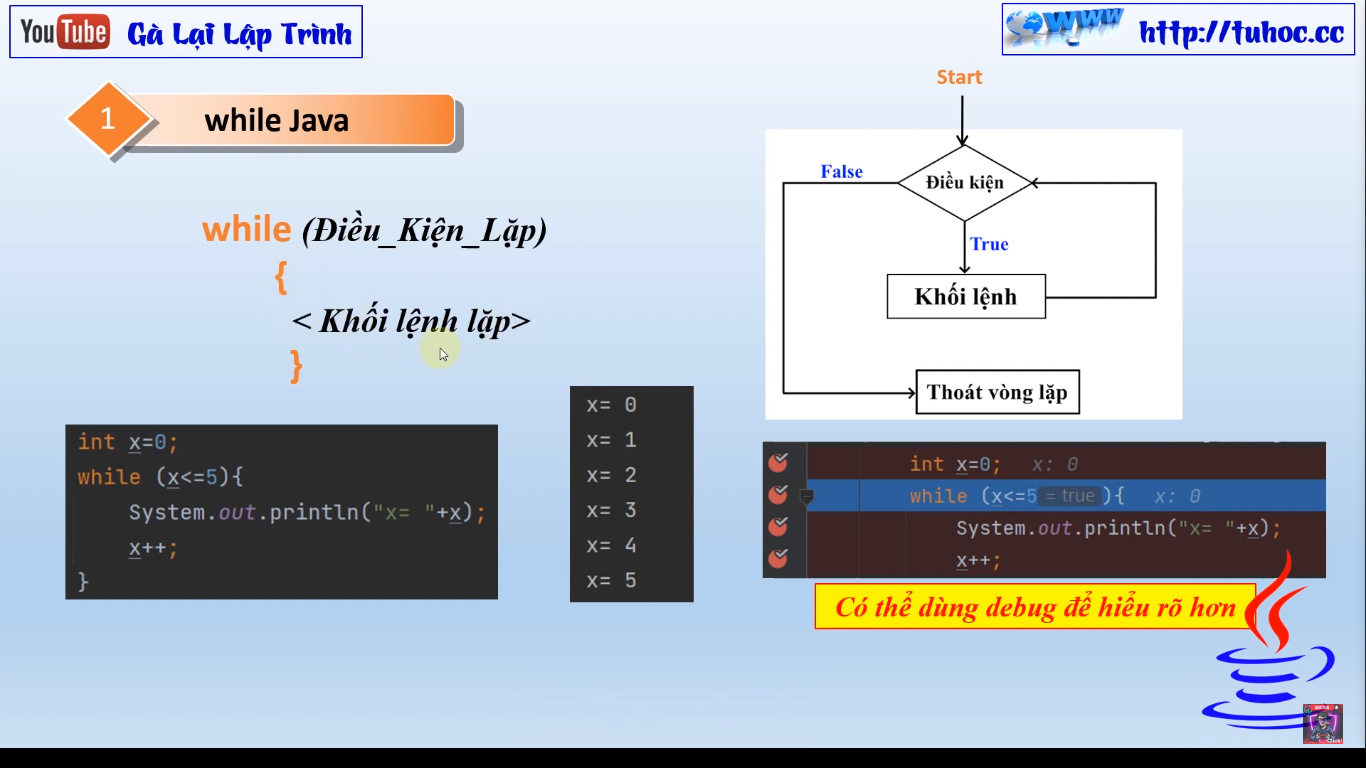 YouTube Gà Lại Lập Trình
WWW http://tuhoc.cc
1 while Java
while (Điều_Kiện_Lặp)
{
< Khối lệnh lặp>
}
int x=0;
while (x<=5){
System.out.println("x= "+x);
x++;
}
x= 0
x= 1
x= 2
x= 3
x= 4
x= 5
Start
False
Điều kiện
True
Khối lệnh
Thoát vòng lặp
int x=0; x: 0
while (x<=5 = true ){ x: 0
System.out.println("x= "+x);
x++;
Có thể dùng debug để hiểu rõ hơn